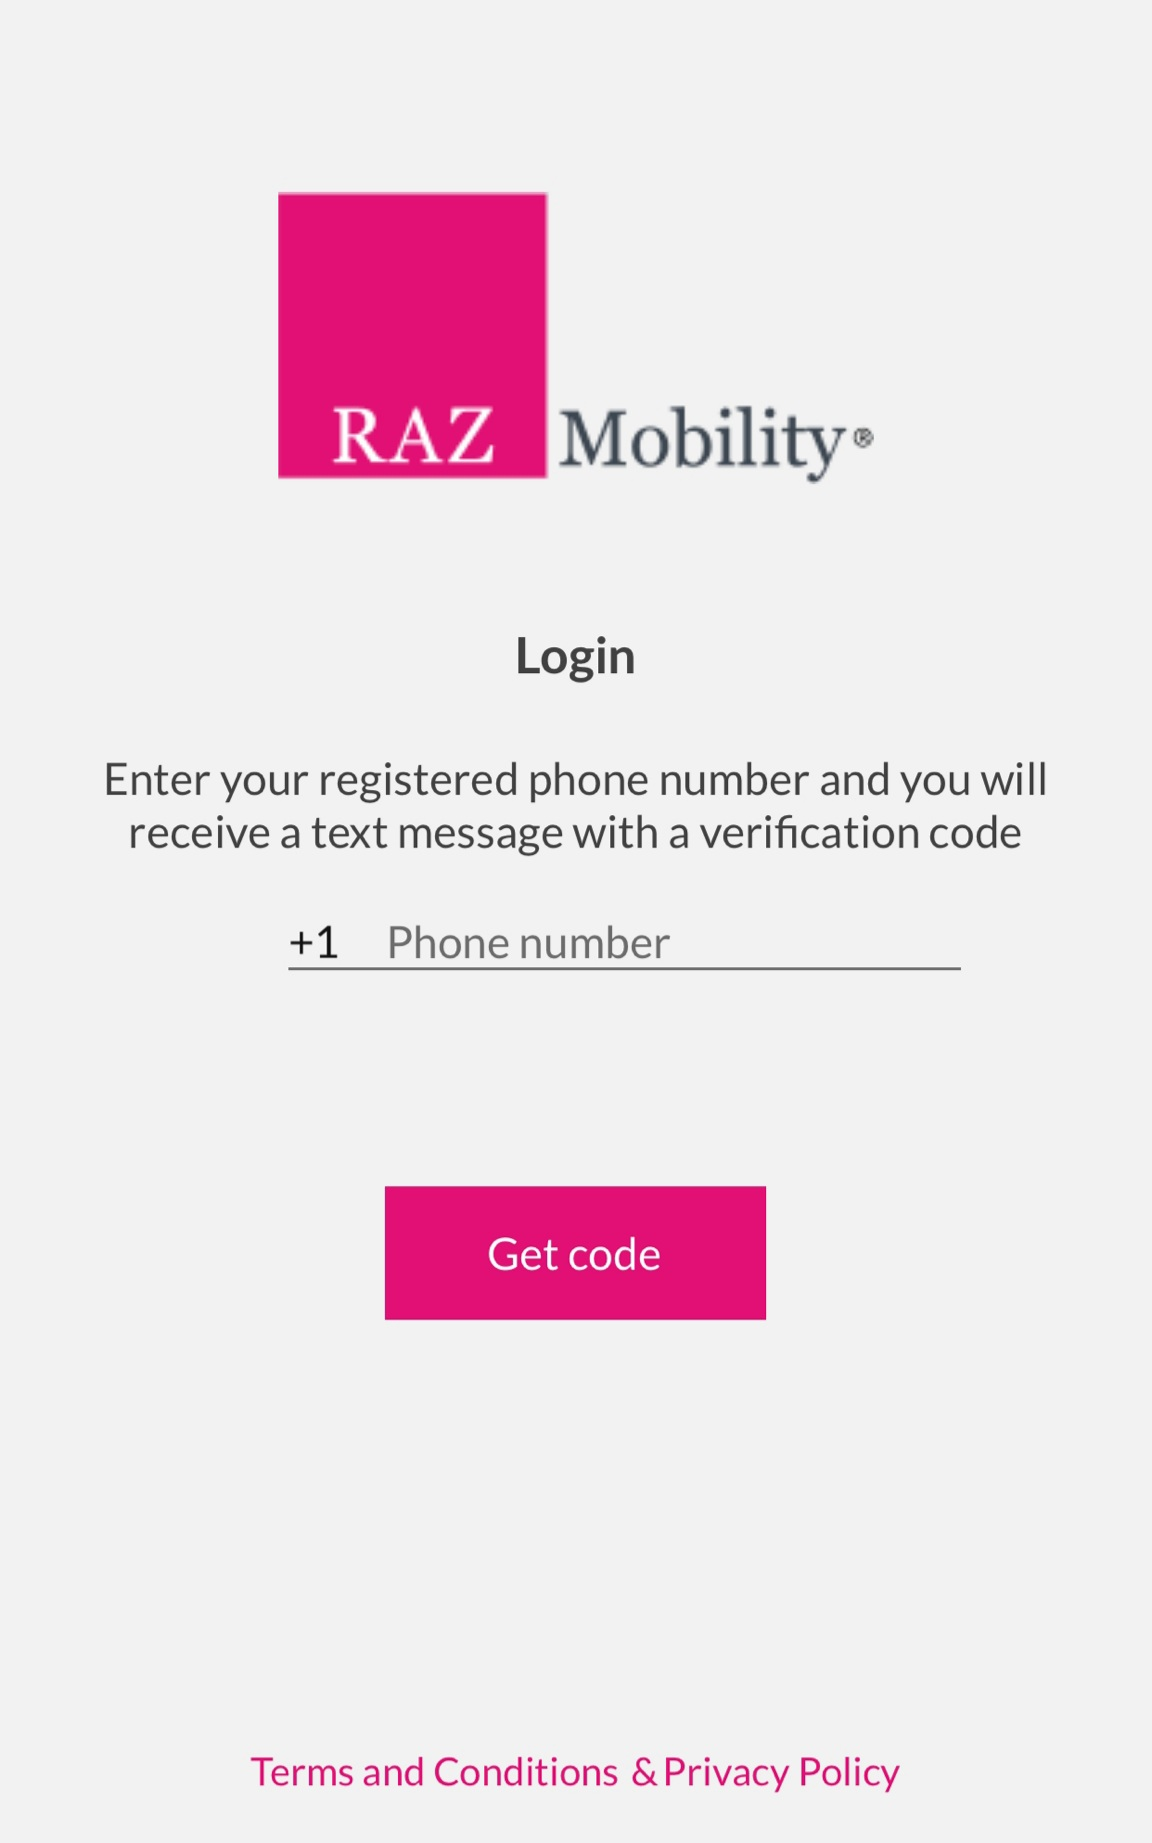 RAZ Mobility®
Login
Enter your registered phone number and you will
receive a text message with a verification code
+1 Phone number
Get code
Terms and Conditions & Privacy Policy